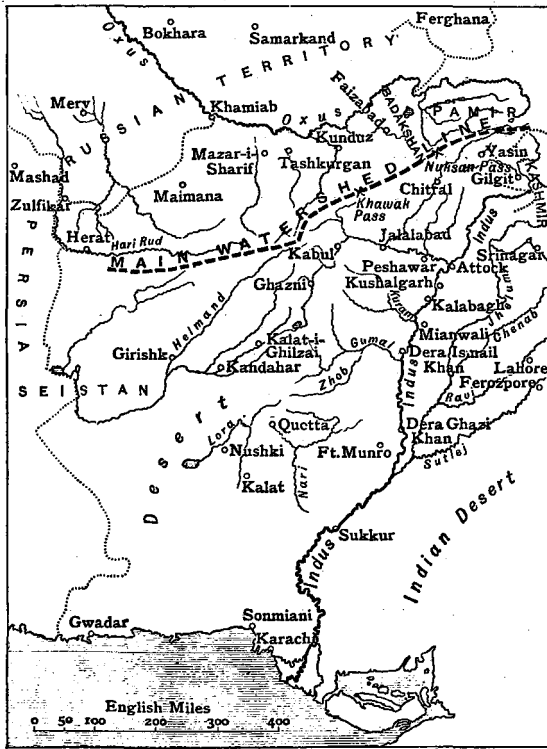 Ferghana
Bokhara
Samarkand
Oxus
RUSSIAN TERRITORY
Merv
Khamiab
Oxus
Faizabad
BADAKSHAN
PAMIR
Kunduz
Mazar-i-
Sharif
Tashkurgan
Mashad
Maimana
Zulfikar
Yasin
Nuksan Pass
Gilgit
Chitral
KASHMIR
Khawak
Pass
Herat
Hari Rud
MAIN WATERSHED LINE
PERSIA
Kabul
Jalalabad
Indus
Srinagar
Peshawar
Attock
Ghazni
Kushalgarh
Kuram
Kalabagh
Jhelum
Chenab
Mianwali
Helmand
Girishk
Kalat-i-
Ghilzai
Kandahar
Gumal
Dera Ismail
Khan
Lahore
Ferozpore
Ravi
SEISTAN
Zhob
Indus
Desert
Lora
Quetta
Nushki
Ft. Munro
Dera Ghazi
Khan
Sutlej
Kalat
Nari
Indian Desert
Sukkur
Indus
Gwadar
Sonmiani
Karachi
English Miles
0 50 100 200 300 400